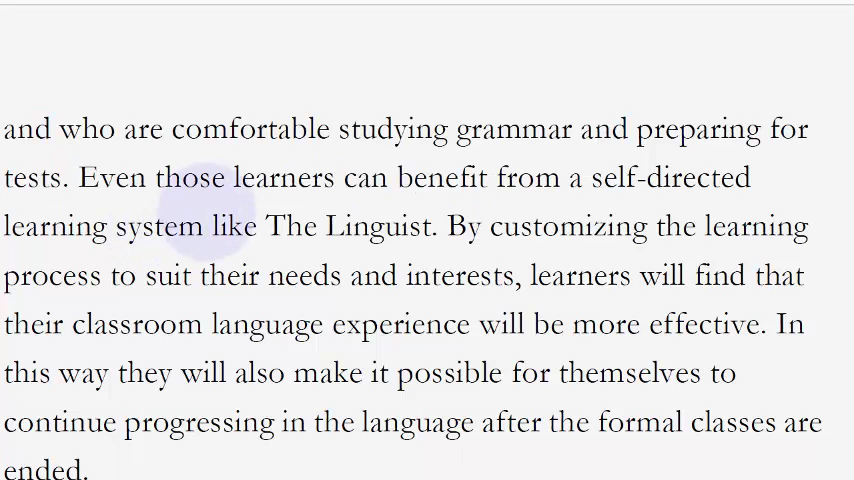 and who are comfortable studying grammar and preparing for
tests. Even those learners can benefit from a self-directed
learning system like The Linguist. By customizing the learning
process to suit their needs and interests, learners will find that
their classroom language experience will be more effective. In
this way they will also make it possible for themselves to
continue progressing in the language after the formal classes are
ended.